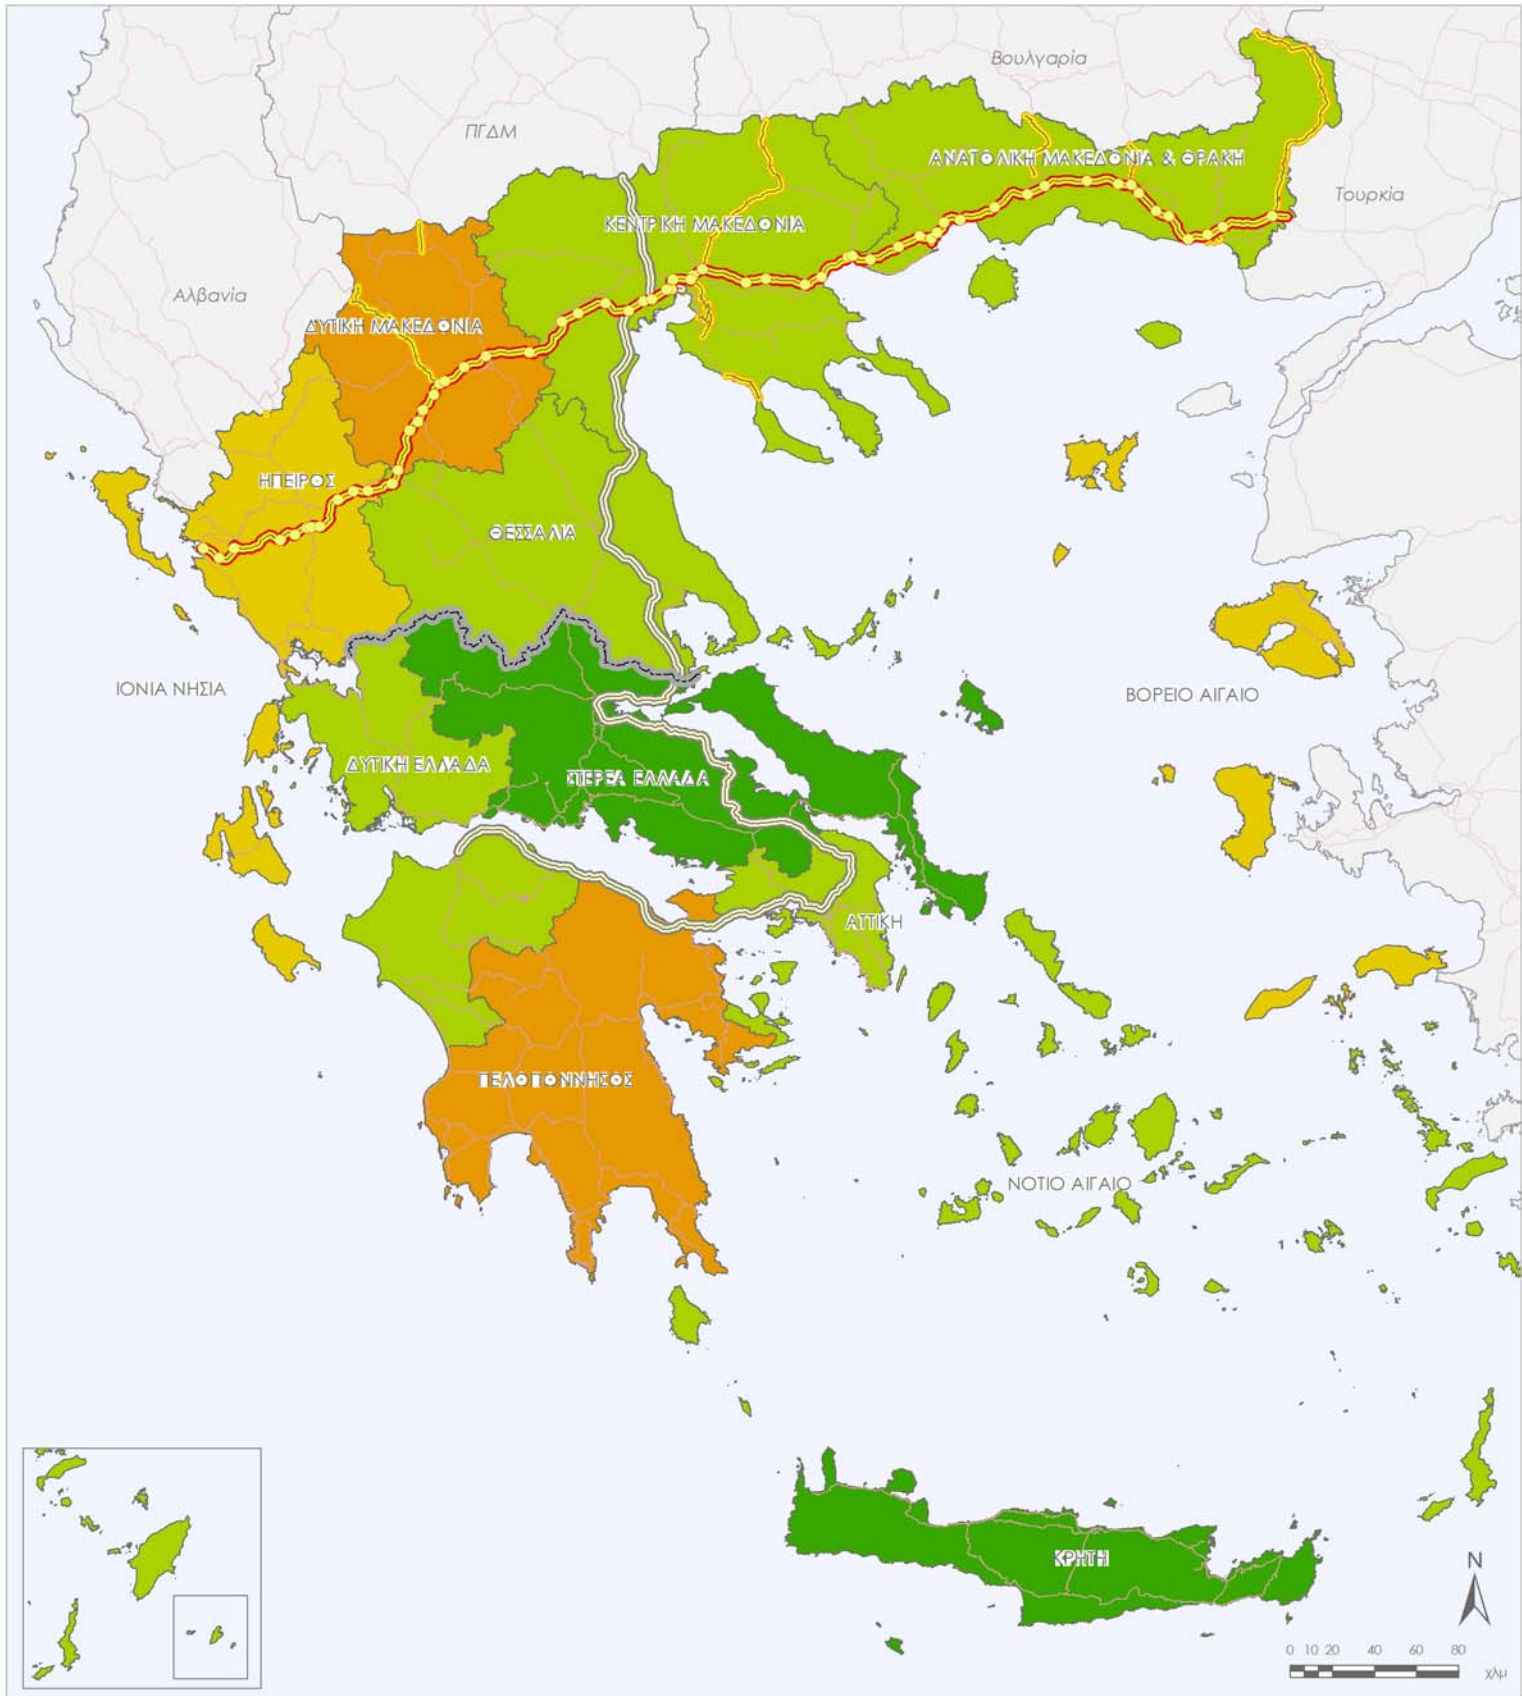 Βουλγαρία
ΠΓΔΜ
ΑΝΑΤΟΛΙΚΗ ΜΑΚΕΔΟΝΙΑ & ΘΡΑΚΗ
Τουρκία
ΚΕΝΤΡΙΚΗ ΜΑΚΕΔΟΝΙΑ
Αλβανία
ΔΥΤΙΚΗ ΜΑΚΕΔΟΝΙΑ
ΗΠΕΙΡΟΣ
ΘΕΣΣΑΛΙΑ
ΙΟΝΙΑ ΝΗΣΙΑ
ΒΟΡΕΙΟ ΑΙΓΑΙΟ
ΔΥΤΙΚΗ ΕΛΛΑΔΑ
ΣΤΕΡΕΑ ΕΛΛΑΔΑ
ΑΤΤΙΚΗ
ΠΕΛΟΠΟΝΝΗΣΟΣ
ΝΟΤΙΟ ΑΙΓΑΙΟ
ΚΡΗΤΗ
N
0 10 20 40 60 80
χλμ